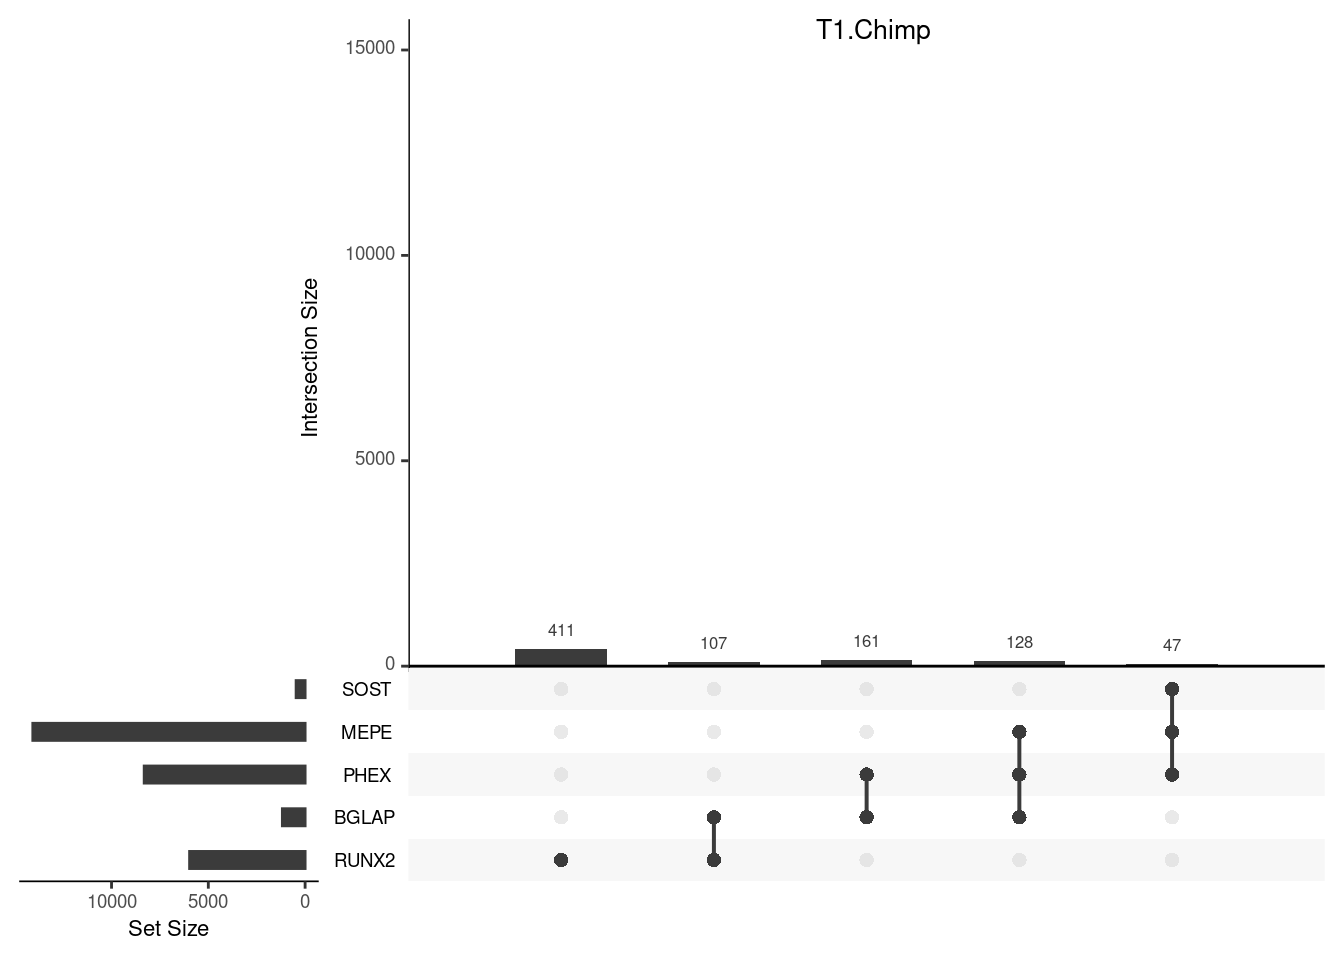 T1.Chimp
15000
10000
5000
0
Intersection Size
411
107
161
128
47
SOST
MEPE
PHEX
BGLAP
RUNX2
10000 5000 0
Set Size